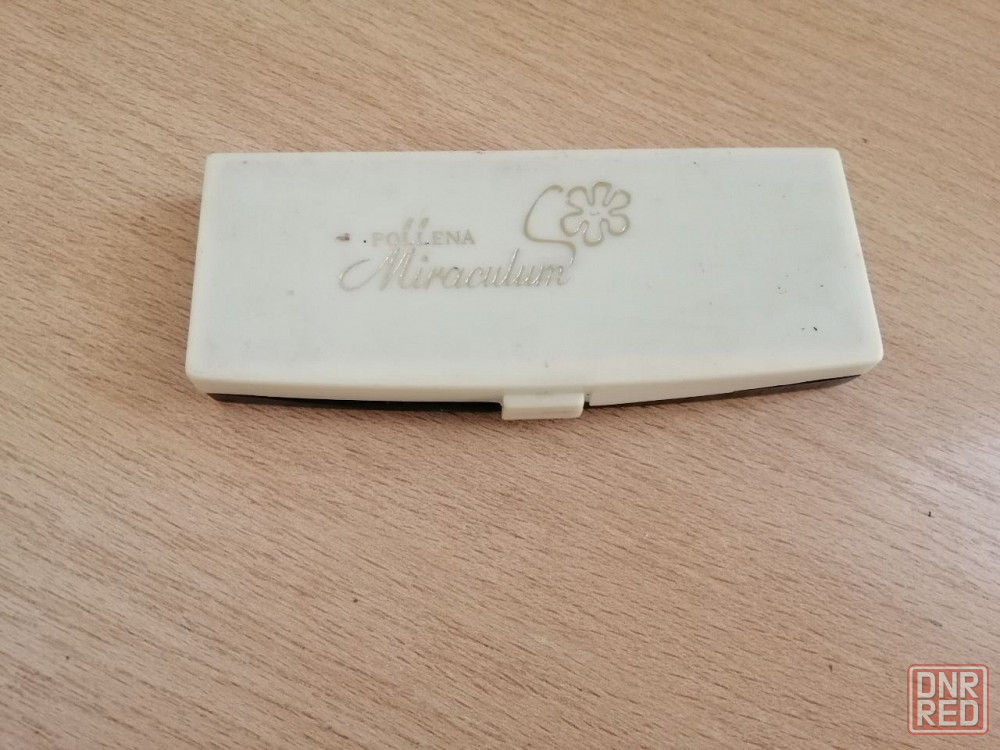 POLLENA
Miraculum
DNR
RED